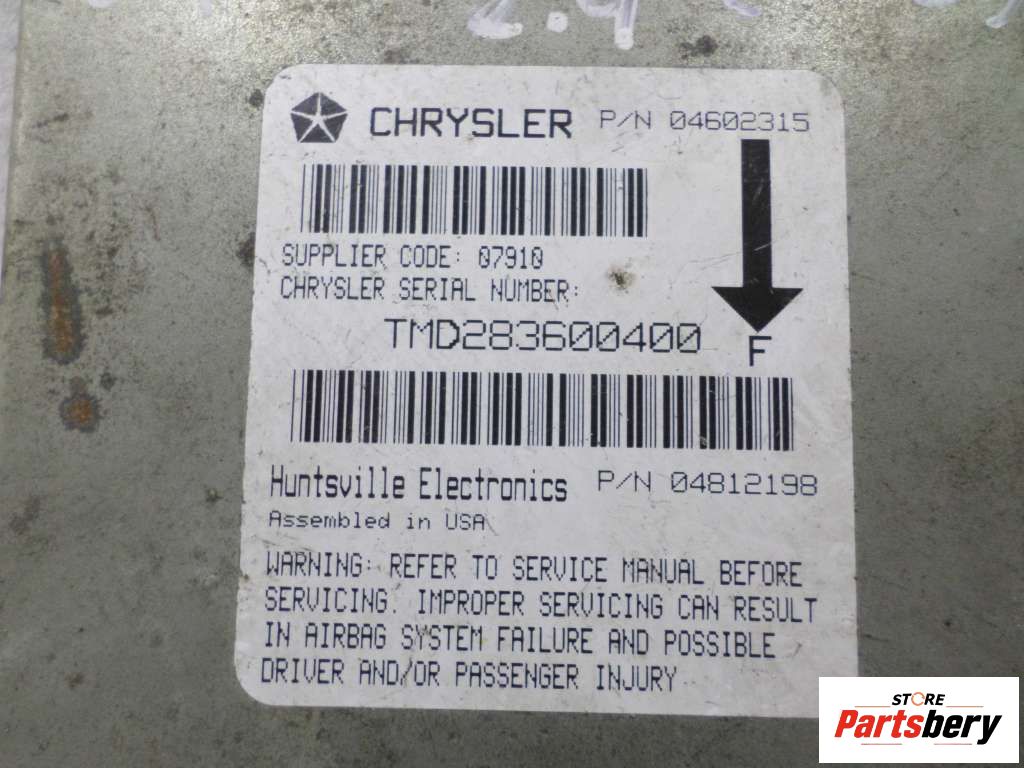 CHRYSLER P/N 04602315
SUPPLIER CODE: 07910
CHRYSLER SERIAL NUMBER:
TMD283600400
F
Huntsville Electronics P/N 04812198
Assembled in USA
WARNING: REFER TO SERVICE MANUAL BEFORE
SERVICING. IMPROPER SERVICING CAN RESULT
IN AIRBAG SYSTEM FAILURE AND POSSIBLE
DRIVER AND/OR PASSENGER INJURY
STORE
Partsbery